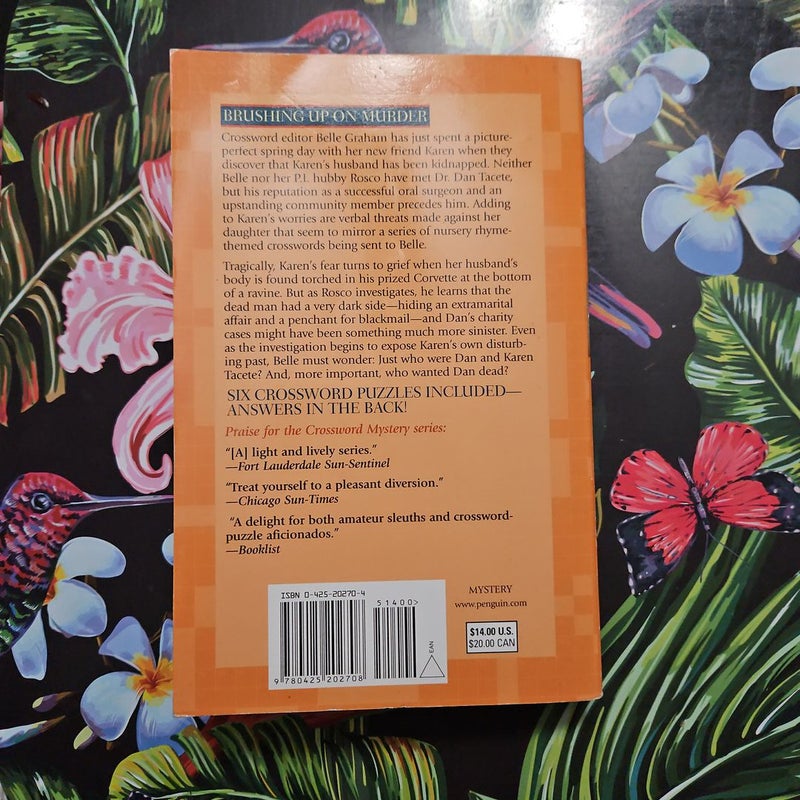 BRUSHING UP ON MURDER
Crossword editor Belle Graham has just spent a picture-
perfect spring day with her new friend Karen when they
discover that Karen's husband has been kidnapped. Neither
Belle nor her P.I. hubby Rosco have met Dr. Dan Tacete,
but his reputation as a successful oral surgeon and an
upstanding community member precedes him. Adding
to Karen's worries are verbal threats made against her
daughter that seem to mirror a series of nursery rhyme-
themed crosswords being sent to Belle.
Tragically, Karen's fear turns to grief when her husband's
body is found torched in his prized Corvette at the bottom
of a ravine. But as Rosco investigates, he learns that the
dead man had a very dark side—hiding an extramarital
affair and a penchant for blackmail—and Dan's charity
cases might have been something much more sinister. Even
as the investigation begins to expose Karen's own disturb-
ing past, Belle must wonder: Just who were Dan and Karen
Tacete? And, more important, who wanted Dan dead?
SIX CROSSWORD PUZZLES INCLUDED—
ANSWERS IN THE BACK!
Praise for the Crossword Mystery series:
“[A] light and lively series.”
—Fort Lauderdale Sun-Sentinel
“Treat yourself to a pleasant diversion.”
—Chicago Sun-Times
“A delight for both amateur sleuths and crossword-
puzzle aficionados.”
—Booklist
ISBN 0-425-20270-4
51400>
EAN
9 780425 202708
MYSTERY
www.penguin.com
$14.00 U.S.
$20.00 CAN